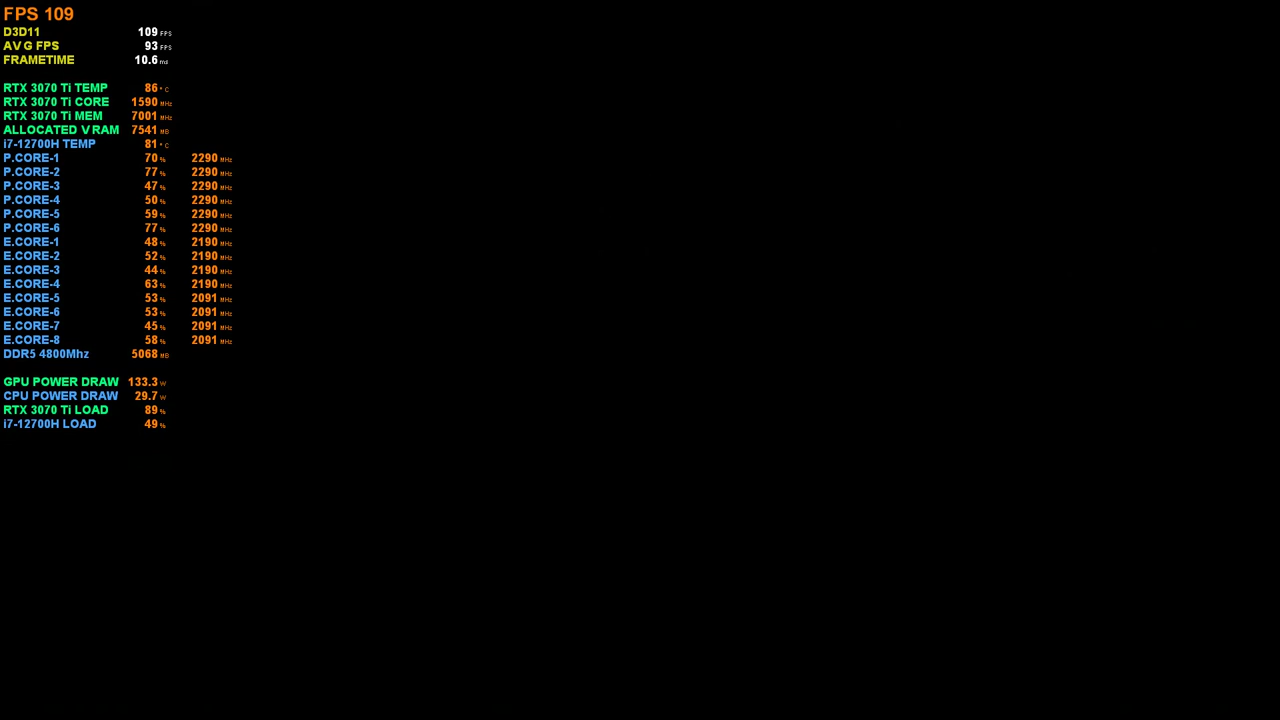 FPS 109
D3D11 109 FPS
AVG FPS 93 FPS
FRAMETIME 10.6 ms
RTX 3070 Ti TEMP 86 °C
RTX 3070 Ti CORE 1590 MHz
RTX 3070 Ti MEM 7001 MHz
ALLOCATED VRAM 7541 MB
i7-12700H TEMP 81 °C
P.CORE-1 70 % 2290 MHz
P.CORE-2 77 % 2290 MHz
P.CORE-3 47 % 2290 MHz
P.CORE-4 50 % 2290 MHz
P.CORE-5 59 % 2290 MHz
P.CORE-6 77 % 2290 MHz
E.CORE-1 48 % 2190 MHz
E.CORE-2 52 % 2190 MHz
E.CORE-3 44 % 2190 MHz
E.CORE-4 63 % 2190 MHz
E.CORE-5 53 % 2091 MHz
E.CORE-6 53 % 2091 MHz
E.CORE-7 45 % 2091 MHz
E.CORE-8 58 % 2091 MHz
DDR5 4800Mhz 5068 MB
GPU POWER DRAW 133.3 W
CPU POWER DRAW 29.7 W
RTX 3070 Ti LOAD 89 %
i7-12700H LOAD 49 %